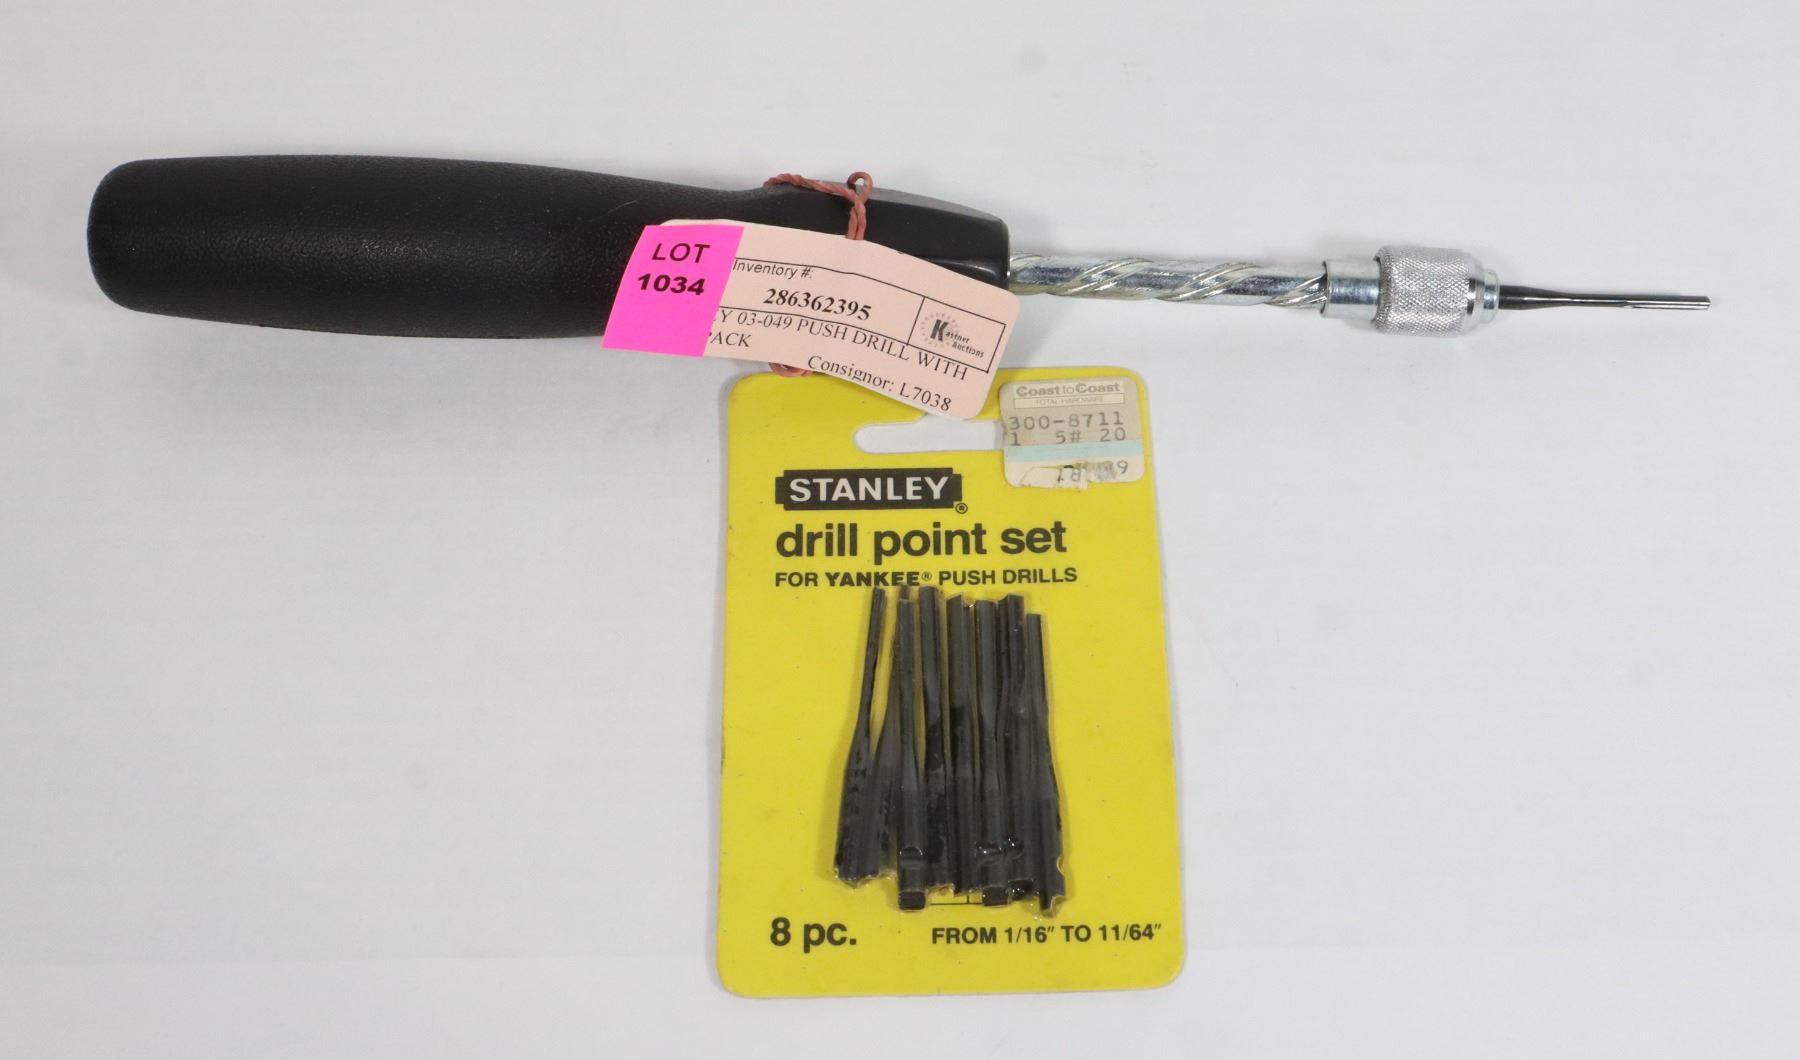 LOT
1034
Inventory #:
286362395
03-049 PUSH DRILL WITH
PACK
Kastner
Auctions
Consignor: L7038
Coast to Coast
TOTAL HARDWARE
300-8711
1 5# 20
STANLEY®
drill point set
FOR YANKEE® PUSH DRILLS
8 pc.
FROM 1/16" TO 11/64"